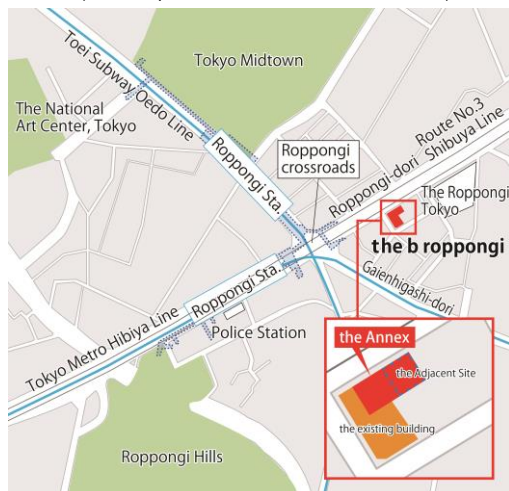 Tokyo Midtown
Toei Subway Oedo Line
The National
Art Center, Tokyo
Roppongi Sta.
Roppongi
crossroads
Route No.3
Shibuya Line
Roppongi-dori
The Roppongi
Tokyo
the b roppongi
Gaienhigashi-dori
Roppongi Sta.
Tokyo Metro Hibiya Line
Police Station
the Annex
the Adjacent Site
the existing building
Roppongi Hills